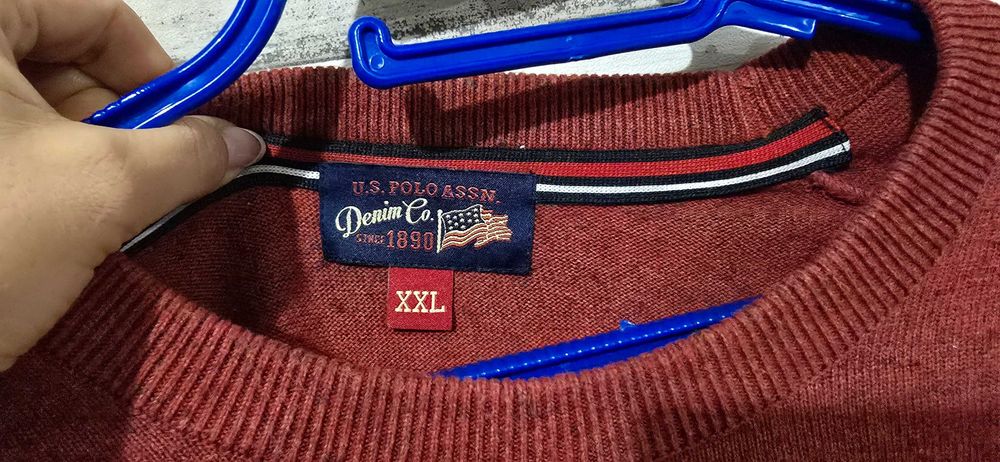 U.S. POLO ASSN.
Denim Co.
SINCE 1890
XXL